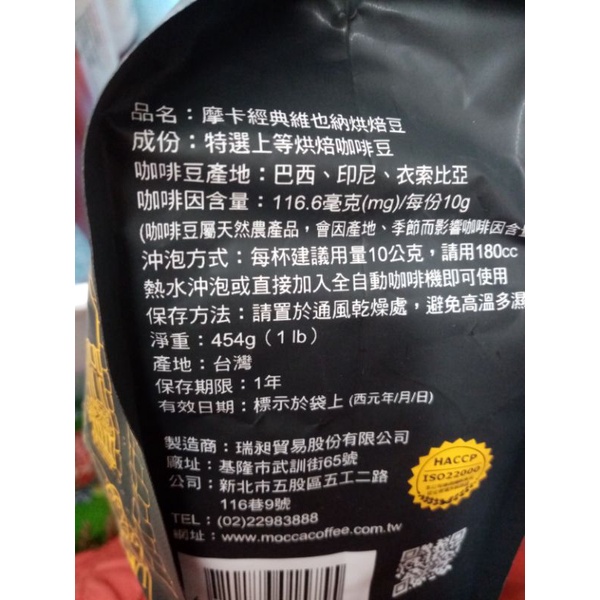 品名：摩卡經典維也納烘焙豆
成份：特選上等烘焙咖啡豆
咖啡豆產地：巴西、印尼、衣索比亞
咖啡因含量：116.6毫克(mg)/每份10g
(咖啡豆屬天然農產品，會因產地、季節而影響咖啡因含
沖泡方式：每杯建議用量10公克，請用180cc
熱水沖泡或直接加入全自動咖啡機即可使用
保存方法：請置於通風乾燥處，避免高溫多濕
淨重：454g（1 lb）
產地：台灣
保存期限：1年
有效日期：標示於袋上 (西元年/月/日)
製造商：瑞昶貿易股份有限公司
廠址：基隆市武訓街65號
公司：新北市五股區五工二路
116巷9號
TEL：(02)22983888
網址：www.moccacoffee.com.tw
HACCP
ISO22000